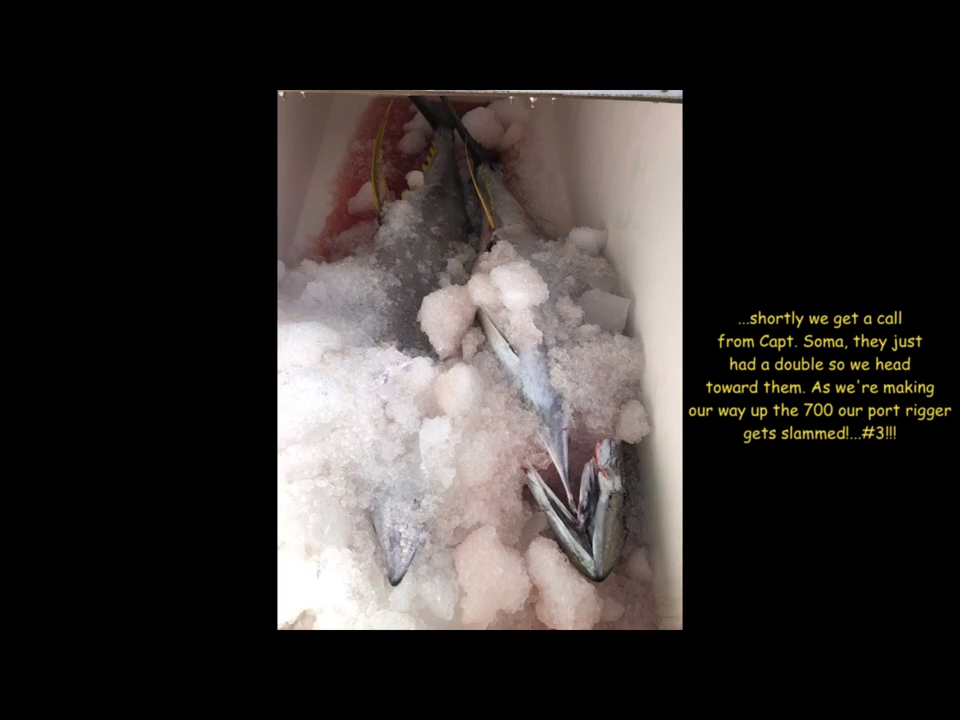 ...shortly we get a call
from Capt. Soma, they just
had a double so we head
toward them. As we're making
our way up the 700 our port rigger
gets slammed!...#3!!!